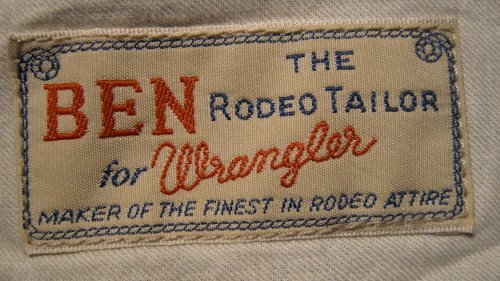 BEN THE
RODEO TAILOR
for Wrangler
MAKER OF THE FINEST IN RODEO ATTIRE